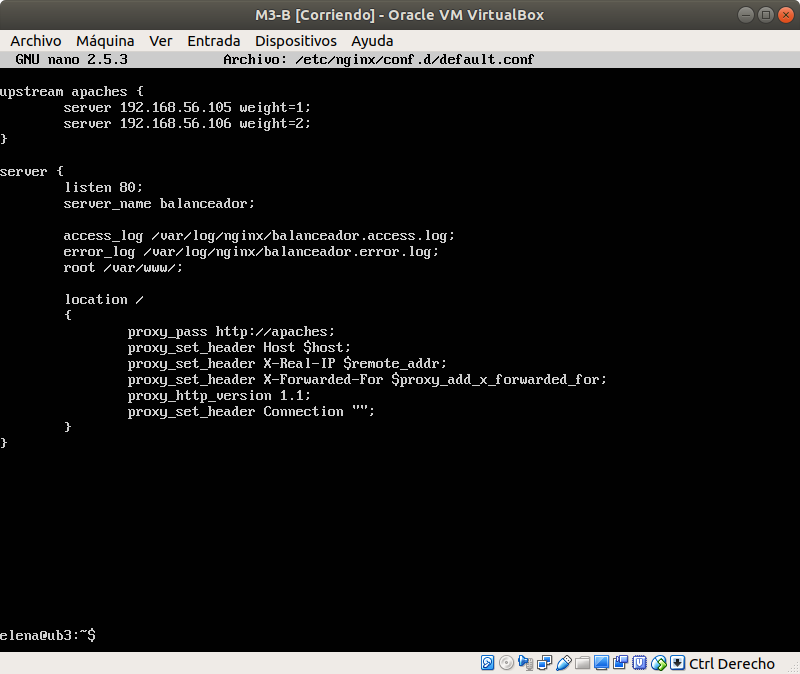 M3-B [Corriendo] - Oracle VM VirtualBox
Archivo Máquina Ver Entrada Dispositivos Ayuda
GNU nano 2.5.3 Archivo: /etc/nginx/conf.d/default.conf
upstream apaches {
server 192.168.56.105 weight=1;
server 192.168.56.106 weight=2;
}
server {
listen 80;
server_name balanceador;
access_log /var/log/nginx/balanceador.access.log;
error_log /var/log/nginx/balanceador.error.log;
root /var/www/;
location /
{
proxy_pass http://apaches;
proxy_set_header Host $host;
proxy_set_header X-Real-IP $remote_addr;
proxy_set_header X-Forwarded-For $proxy_add_x_forwarded_for;
proxy_http_version 1.1;
proxy_set_header Connection "";
}
}
elena@ub3:~$
Ctrl Derecho